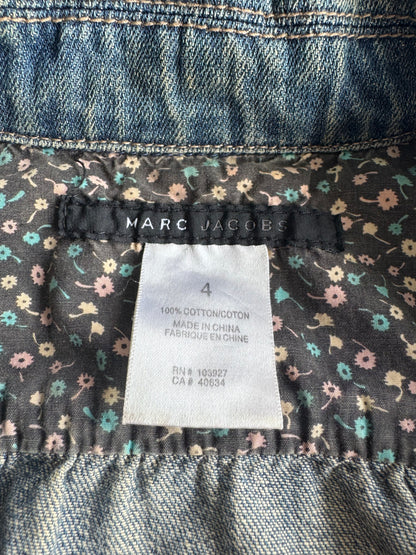 MARC JACOBS
4
100% COTTON/COTON
MADE IN CHINA
FABRIQUE EN CHINE
RN# 103927
CA# 40634